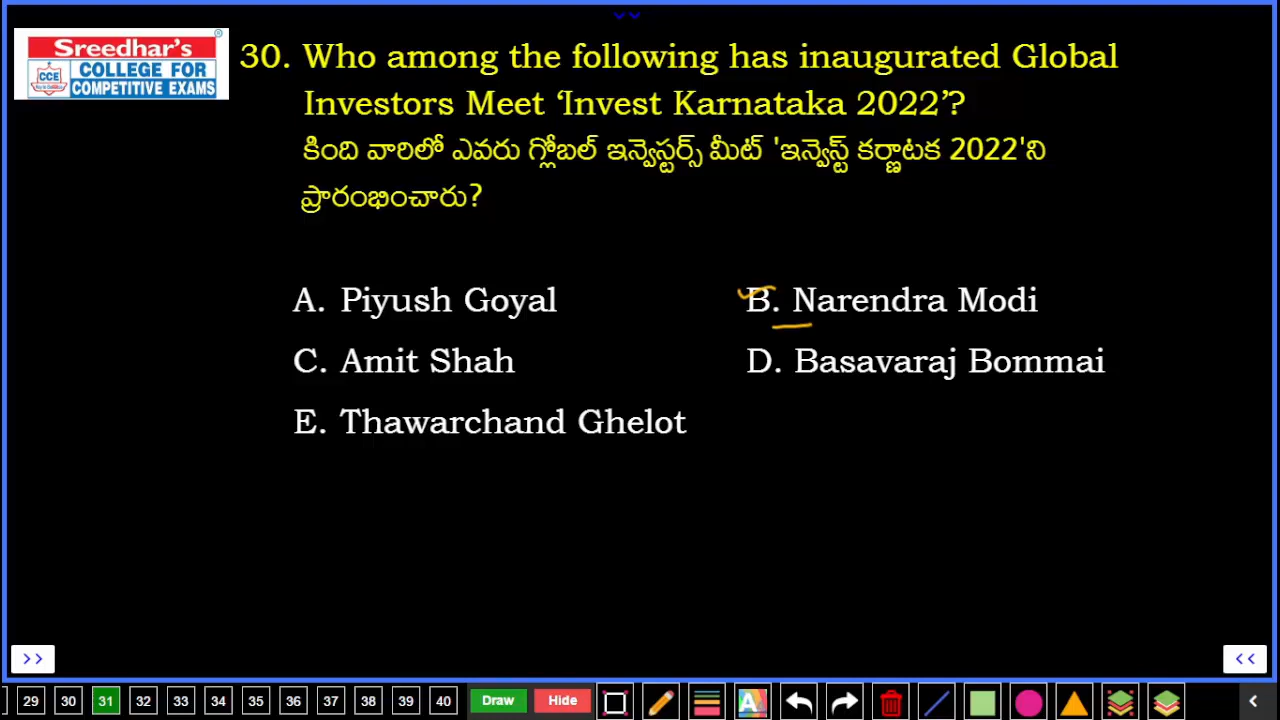 Sreedhar's
CCE
COLLEGE FOR
COMPETITIVE EXAMS
30. Who among the following has inaugurated Global
Investors Meet ‘Invest Karnataka 2022’?
కింది వారిలో ఎవరు గ్లోబల్ ఇన్వెస్టర్స్ మీట్ 'ఇన్వెస్ట్ కర్ణాటక 2022'ని
ప్రారంభించారు?
A. Piyush Goyal
B. Narendra Modi
C. Amit Shah
D. Basavaraj Bommai
E. Thawarchand Ghelot
>> <<
29 30 31 32 33 34 35 36 37 38 39 40 Draw Hide A <